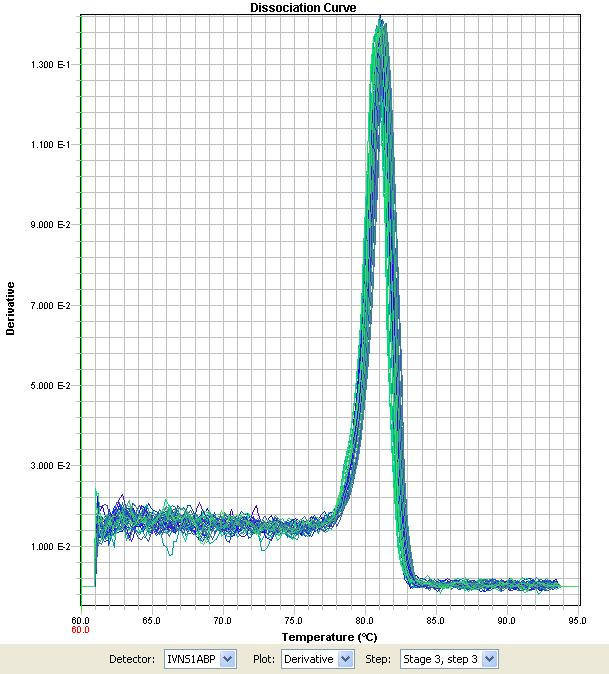 Dissociation Curve
Derivative
1.300 E-1
1.100 E-1
9.000 E-2
7.000 E-2
5.000 E-2
3.000 E-2
1.000 E-2
60.0 65.0 70.0 75.0 80.0 85.0 90.0 95.0
60.0
Temperature (°C)
Detector: IVNS1ABP Plot: Derivative Step: Stage 3, step 3